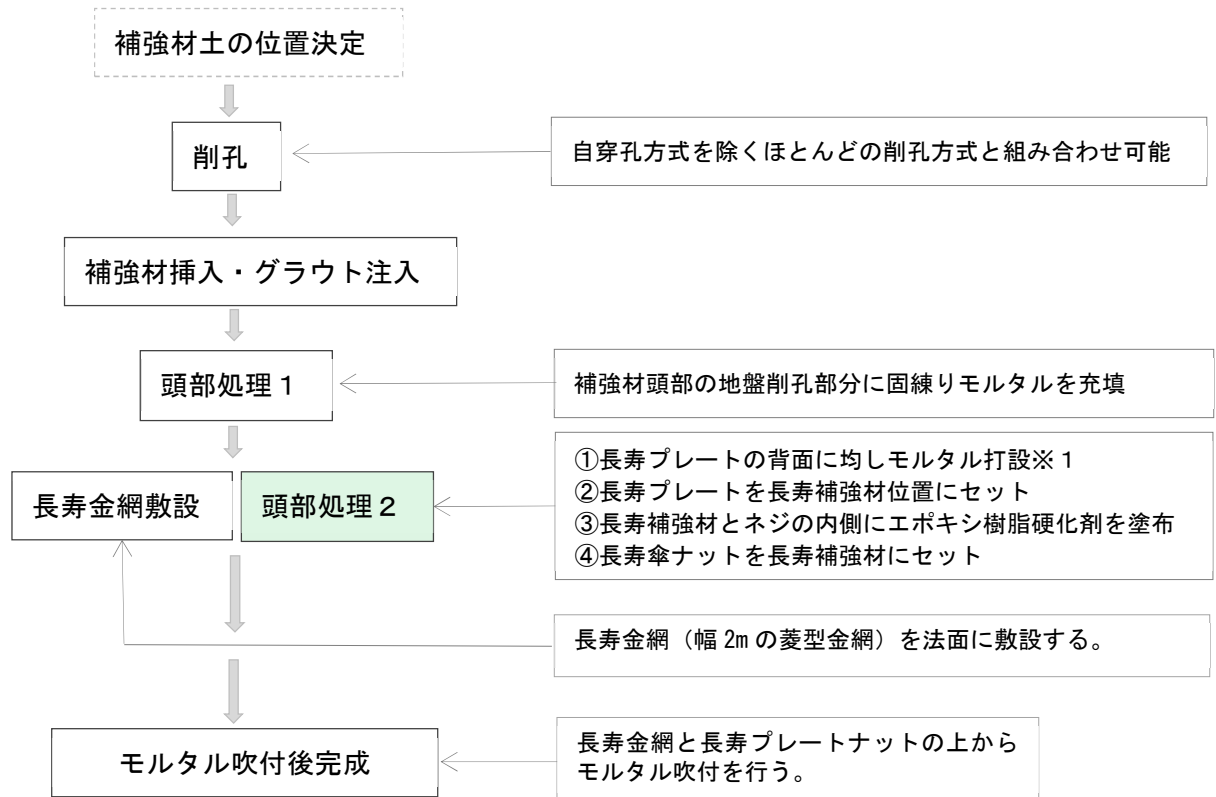 補強材土の位置決定
削孔
自穿孔方式を除くほとんどの削孔方式と組み合わせ可能
補強材挿入・グラウト注入
頭部処理１
補強材頭部の地盤削孔部分に固練りモルタルを充填
長寿金網敷設
頭部処理２
①長寿プレートの背面に均しモルタル打設※１
②長寿プレートを長寿補強材位置にセット
③長寿補強材とネジの内側にエポキシ樹脂硬化剤を塗布
④長寿傘ナットを長寿補強材にセット
長寿金網（幅 2m の菱型金網）を法面に敷設する。
モルタル吹付後完成
長寿金網と長寿プレートナットの上から
モルタル吹付を行う。